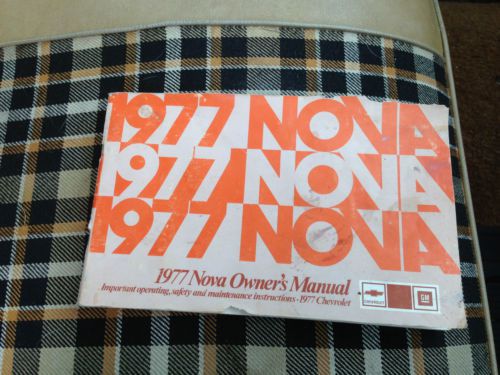 1977 NOVA
1977 NOVA
1977 NOVA
1977 Nova Owner's Manual
Important operating, safety and maintenance instructions • 1977 Chevrolet
CHEVROLET
GM